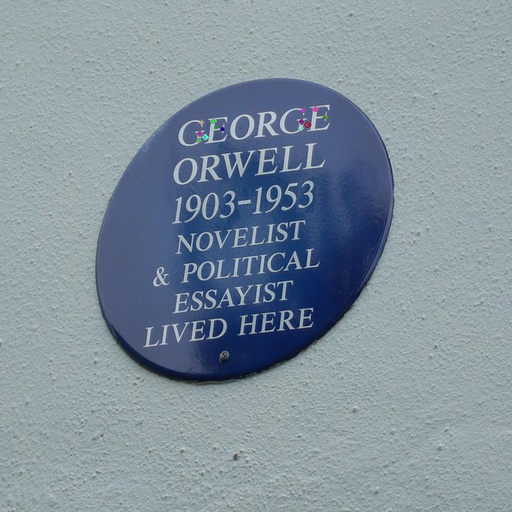 GEORGE
ORWELL
1903-1953
NOVELIST
& POLITICAL
ESSAYIST
LIVED HERE